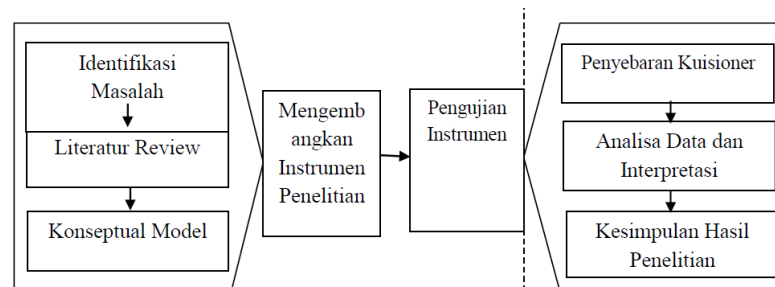 Identifikasi
Masalah
Literatur Review
Konseptual Model
Mengemb
angkan
Instrumen
Penelitian
Pengujian
Instrumen
Penyebaran Kuisioner
Analisa Data dan
Interpretasi
Kesimpulan Hasil
Penelitian